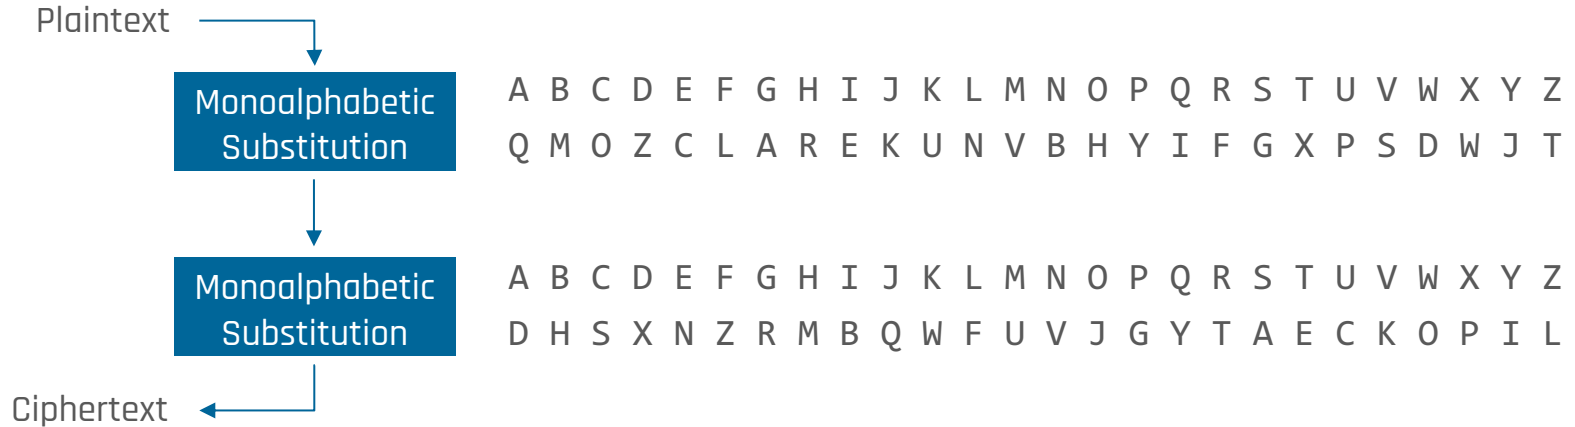 Plaintext
Monoalphabetic
Substitution
A B C D E F G H I J K L M N O P Q R S T U V W X Y Z
Q M O Z C L A R E K U N V B H Y I F G X P S D W J T
Monoalphabetic
Substitution
A B C D E F G H I J K L M N O P Q R S T U V W X Y Z
D H S X N Z R M B Q W F U V J G Y T A E C K O P I L
Ciphertext